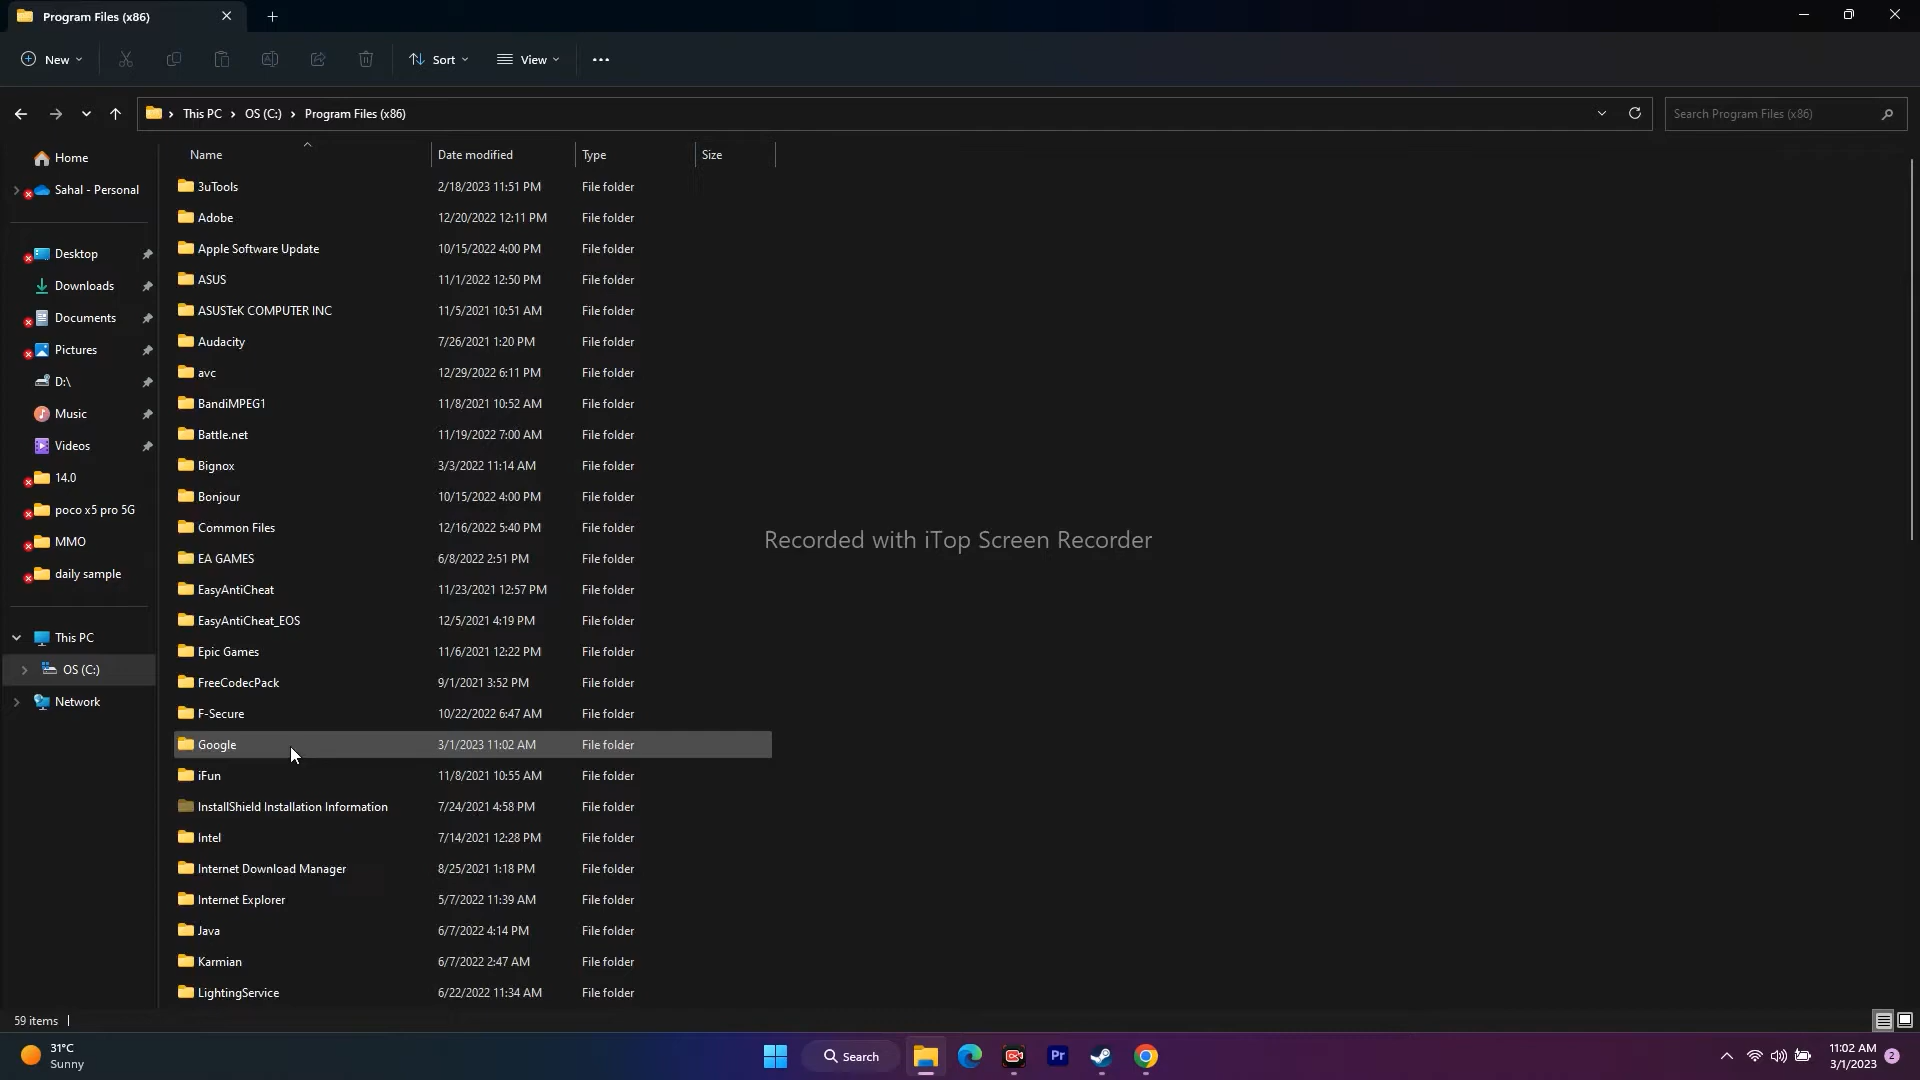 Program Files (x86)
New
Sort
View
This PC > OS (C:) > Program Files (x86)
Search Program Files (x86)
Home
Sahal - Personal
Desktop
Downloads
Documents
Pictures
D:\
Music
Videos
14.0
poco x5 pro 5G
MMO
daily sample
This PC
OS (C:)
Network
Name Date modified Type Size
3uTools 2/18/2023 11:51 PM File folder
Adobe 12/20/2022 12:11 PM File folder
Apple Software Update 10/15/2022 4:00 PM File folder
ASUS 11/1/2022 12:50 PM File folder
ASUSTeK COMPUTER INC 11/5/2021 10:51 AM File folder
Audacity 7/26/2021 1:20 PM File folder
avc 12/29/2022 6:11 PM File folder
BandiMPEG1 11/8/2021 10:52 AM File folder
Battle.net 11/19/2022 7:00 AM File folder
Bignox 3/3/2022 11:14 AM File folder
Bonjour 10/15/2022 4:00 PM File folder
Common Files 12/16/2022 5:40 PM File folder
EA GAMES 6/8/2022 2:51 PM File folder
EasyAntiCheat 11/23/2021 12:57 PM File folder
EasyAntiCheat_EOS 12/5/2021 4:19 PM File folder
Epic Games 11/6/2021 12:22 PM File folder
FreeCodecPack 9/1/2021 3:52 PM File folder
F-Secure 10/22/2022 6:47 AM File folder
Google 3/1/2023 11:02 AM File folder
iFun 11/8/2021 10:55 AM File folder
InstallShield Installation Information 7/24/2021 4:58 PM File folder
Intel 7/14/2021 12:28 PM File folder
Internet Download Manager 8/25/2021 1:18 PM File folder
Internet Explorer 5/7/2022 11:39 AM File folder
Java 6/7/2022 4:14 PM File folder
Karmian 6/7/2022 2:47 AM File folder
LightingService 6/22/2022 11:34 AM File folder
Recorded with iTop Screen Recorder
59 items
31°C
Sunny
Search
Pr
11:02 AM
3/1/2023
2